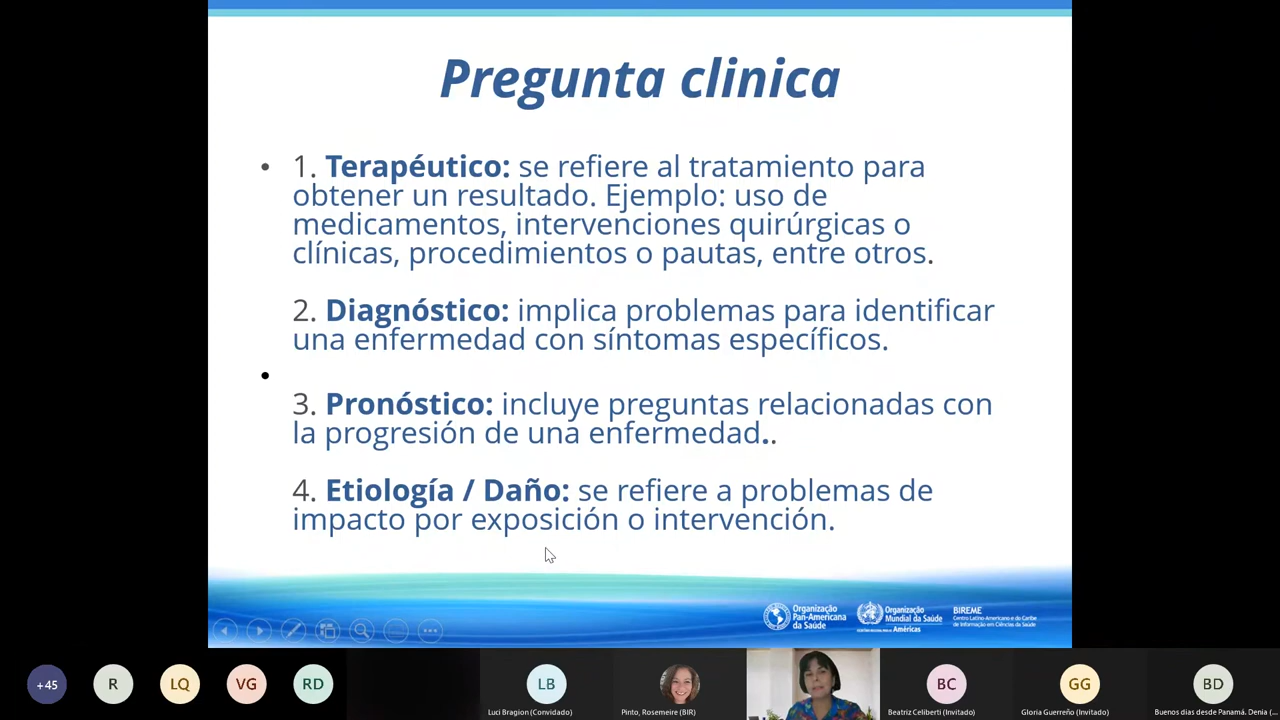 Pregunta clinica
• 1. Terapéutico: se refiere al tratamiento para
obtener un resultado. Ejemplo: uso de
medicamentos, intervenciones quirúrgicas o
clínicas, procedimientos o pautas, entre otros.
2. Diagnóstico: implica problemas para identificar
una enfermedad con síntomas específicos.
•
3. Pronóstico: incluye preguntas relacionadas con
la progresión de una enfermedad..
4. Etiología / Daño: se refiere a problemas de
impacto por exposición o intervención.
Organização
Pan-Americana
da Saúde
Organização
Mundial da Saúde
Américas
BIREME
Centro Latino-Americano e do Caribe
de Informação em Ciências da Saúde
+45
R
LQ
VG
RD
LB
BC
GG
BD
Luci Bragion (Convidado)
Pinto, Rosemeire (BIR)
Beatriz Celiberti (Invitado)
Gloria Guerreño (Invitado)
Buenos dias desde Panamá. Denia (...